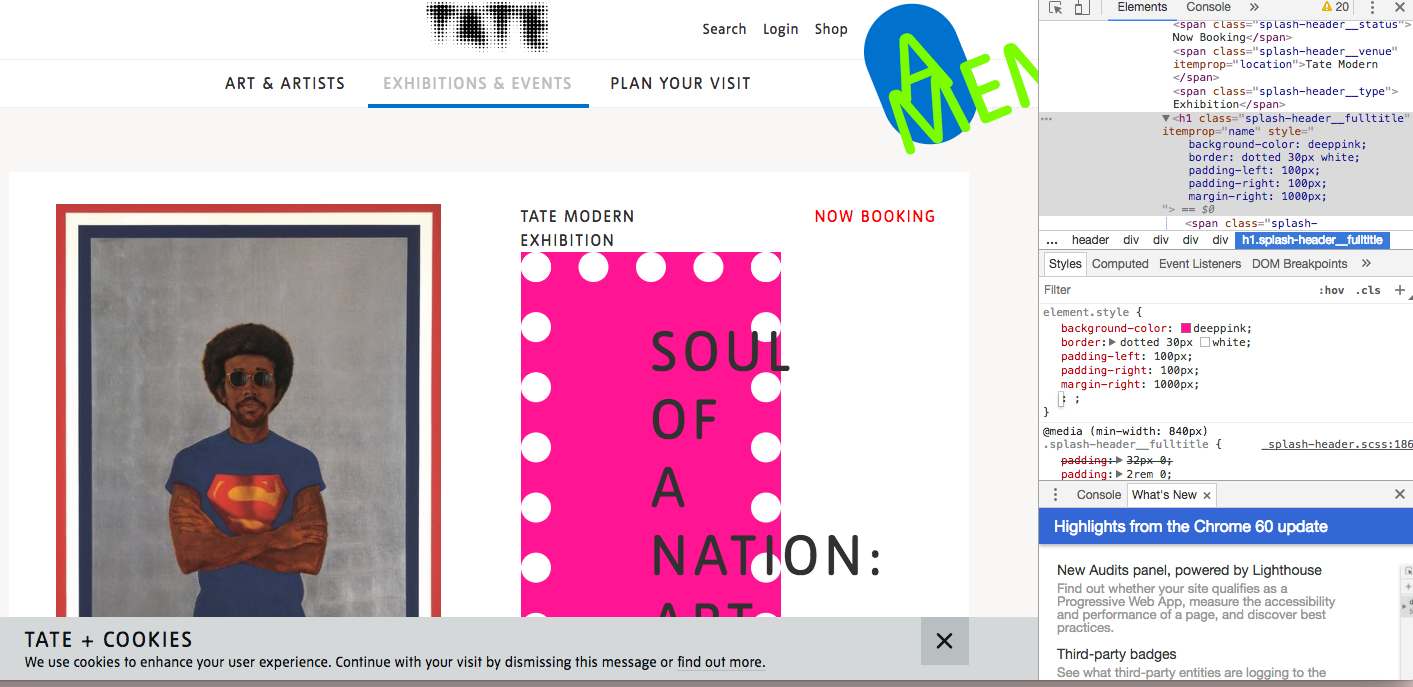 TATE
Search Login Shop
A
MEN
ART & ARTISTS EXHIBITIONS & EVENTS PLAN YOUR VISIT
TATE MODERN
EXHIBITION
NOW BOOKING
SOUL
OF
A
NATION:
ART
TATE + COOKIES
We use cookies to enhance your user experience. Continue with your visit by dismissing this message or find out more.
Elements Console » 20
<span class="splash-header__status">
Now Booking</span>
<span class="splash-header__venue"
itemprop="location">Tate Modern
</span>
<span class="splash-header__type">
Exhibition</span>
… ▼<h1 class="splash-header__fulltitle"
itemprop="name" style="
background-color: deeppink;
border: dotted 30px white;
padding-left: 100px;
padding-right: 100px;
margin-right: 1000px;
"> == $0
<span class="splash-
... header div div div div h1.splash-header__fulltitle
Styles Computed Event Listeners DOM Breakpoints »
Filter :hov .cls +
element.style {
background-color: deeppink;
border:▶ dotted 30px white;
padding-left: 100px;
padding-right: 100px;
margin-right: 1000px;
: ;
}
@media (min-width: 840px)
.splash-header__fulltitle { _splash-header.scss:186
padding:▶ 32px 0;
padding:▶ 2rem 0;
Console What's New ×
Highlights from the Chrome 60 update
New Audits panel, powered by Lighthouse
Find out whether your site qualifies as a
Progressive Web App, measure the accessibility
and performance of a page, and discover best
practices.
Third-party badges
See what third-party entities are logging to the